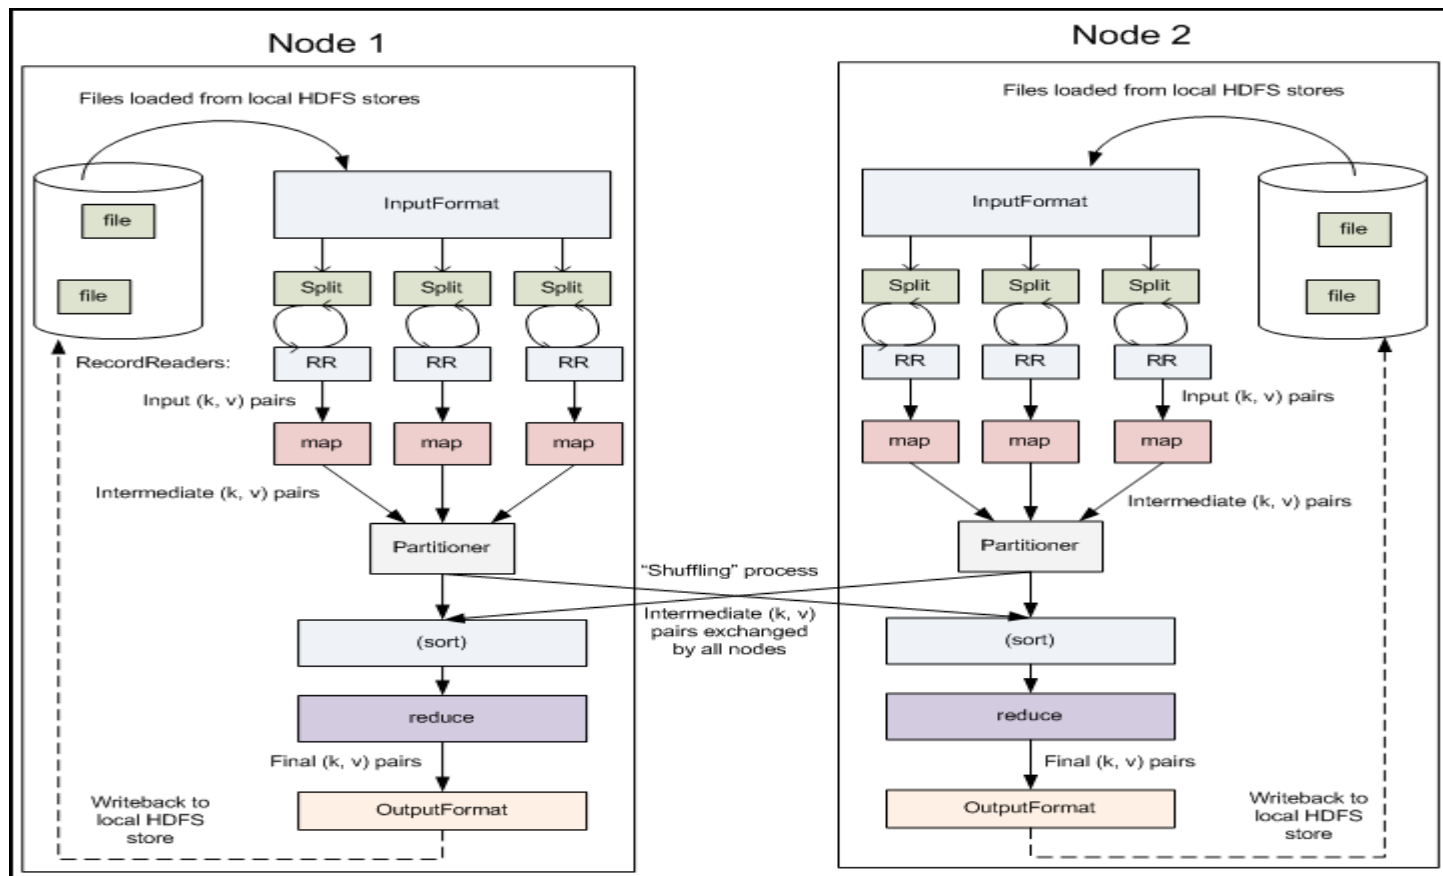 Node 1
Files loaded from local HDFS stores
InputFormat
file
file
Split
Split
Split
RecordReaders:
RR
RR
RR
Input (k, v) pairs
map
map
map
Intermediate (k, v) pairs
Partitioner
(sort)
reduce
Final (k, v) pairs
OutputFormat
Writeback to
local HDFS
store
"Shuffling" process
Intermediate (k, v)
pairs exchanged
by all nodes
Node 2
Files loaded from local HDFS stores
InputFormat
file
file
Split
Split
Split
RR
RR
RR
Input (k, v) pairs
map
map
map
Intermediate (k, v) pairs
Partitioner
(sort)
reduce
Final (k, v) pairs
OutputFormat
Writeback to
local HDFS
store